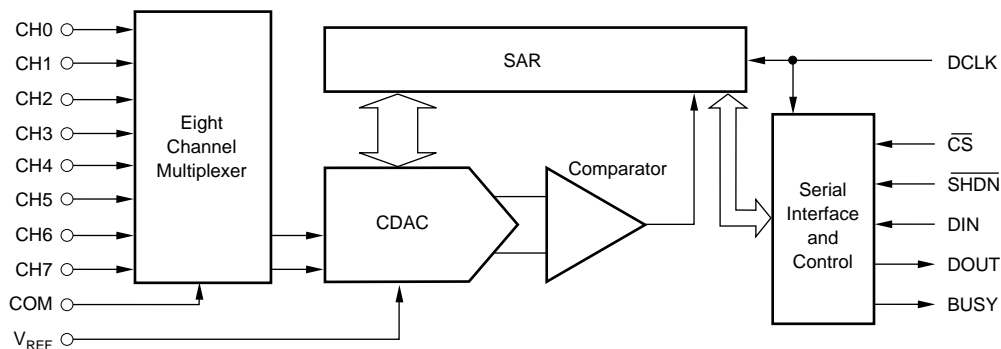 CH0
CH1
CH2
CH3
CH4
CH5
CH6
CH7
COM
VREF
Eight
Channel
Multiplexer
SAR
CDAC
Comparator
Serial
Interface
and
Control
DCLK
CS
SHDN
DIN
DOUT
BUSY